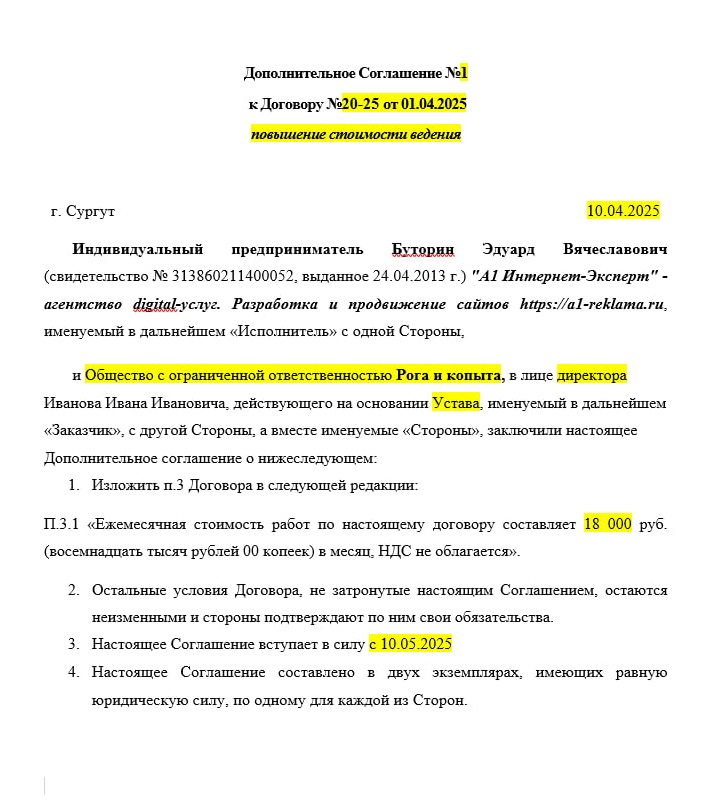 Дополнительное Соглашение №1
к Договору №20-25 от 01.04.2025
повышение стоимости ведения
г. Сургут 10.04.2025
Индивидуальный предприниматель Буторин Эдуард Вячеславович
(свидетельство № 313860211400052, выданное 24.04.2013 г.) "А1 Интернет-Эксперт" -
агентство digital-услуг. Разработка и продвижение сайтов https://a1-reklama.ru,
именуемый в дальнейшем «Исполнитель» с одной Стороны,
и Общество с ограниченной ответственностью Рога и копыта, в лице директора
Иванова Ивана Ивановича, действующего на основании Устава, именуемый в дальнейшем
«Заказчик», с другой Стороны, а вместе именуемые «Стороны», заключили настоящее
Дополнительное соглашение о нижеследующем:
1. Изложить п.3 Договора в следующей редакции:
П.3.1 «Ежемесячная стоимость работ по настоящему договору составляет 18 000 руб.
(восемнадцать тысяч рублей 00 копеек) в месяц, НДС не облагается».
2. Остальные условия Договора, не затронутые настоящим Соглашением, остаются
неизменными и стороны подтверждают по ним свои обязательства.
3. Настоящее Соглашение вступает в силу с 10.05.2025
4. Настоящее Соглашение составлено в двух экземплярах, имеющих равную
юридическую силу, по одному для каждой из Сторон.